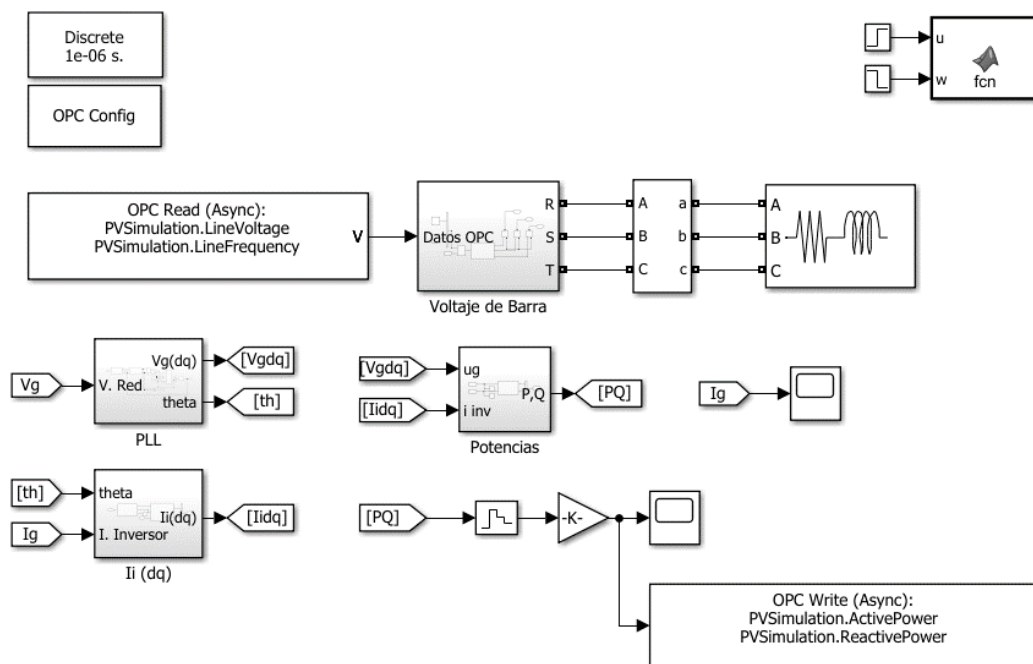 Discrete
1e-06 s.
u
w
fcn
OPC Config
OPC Read (Async):
PVSimulation.LineVoltage
PVSimulation.LineFrequency
V
Datos OPC
R
S
T
Voltaje de Barra
A
B
C
a
b
c
A
B
C
Vg
V. Red
Vg(dq)
theta
PLL
[Vgdq]
[th]
[Vgdq]
[Iidq]
ug
i inv
P,Q
Potencias
[PQ]
Ig
[th]
Ig
theta
I. Inversor
Ii(dq)
Ii (dq)
[Iidq]
[PQ]
-K-
OPC Write (Async):
PVSimulation.ActivePower
PVSimulation.ReactivePower